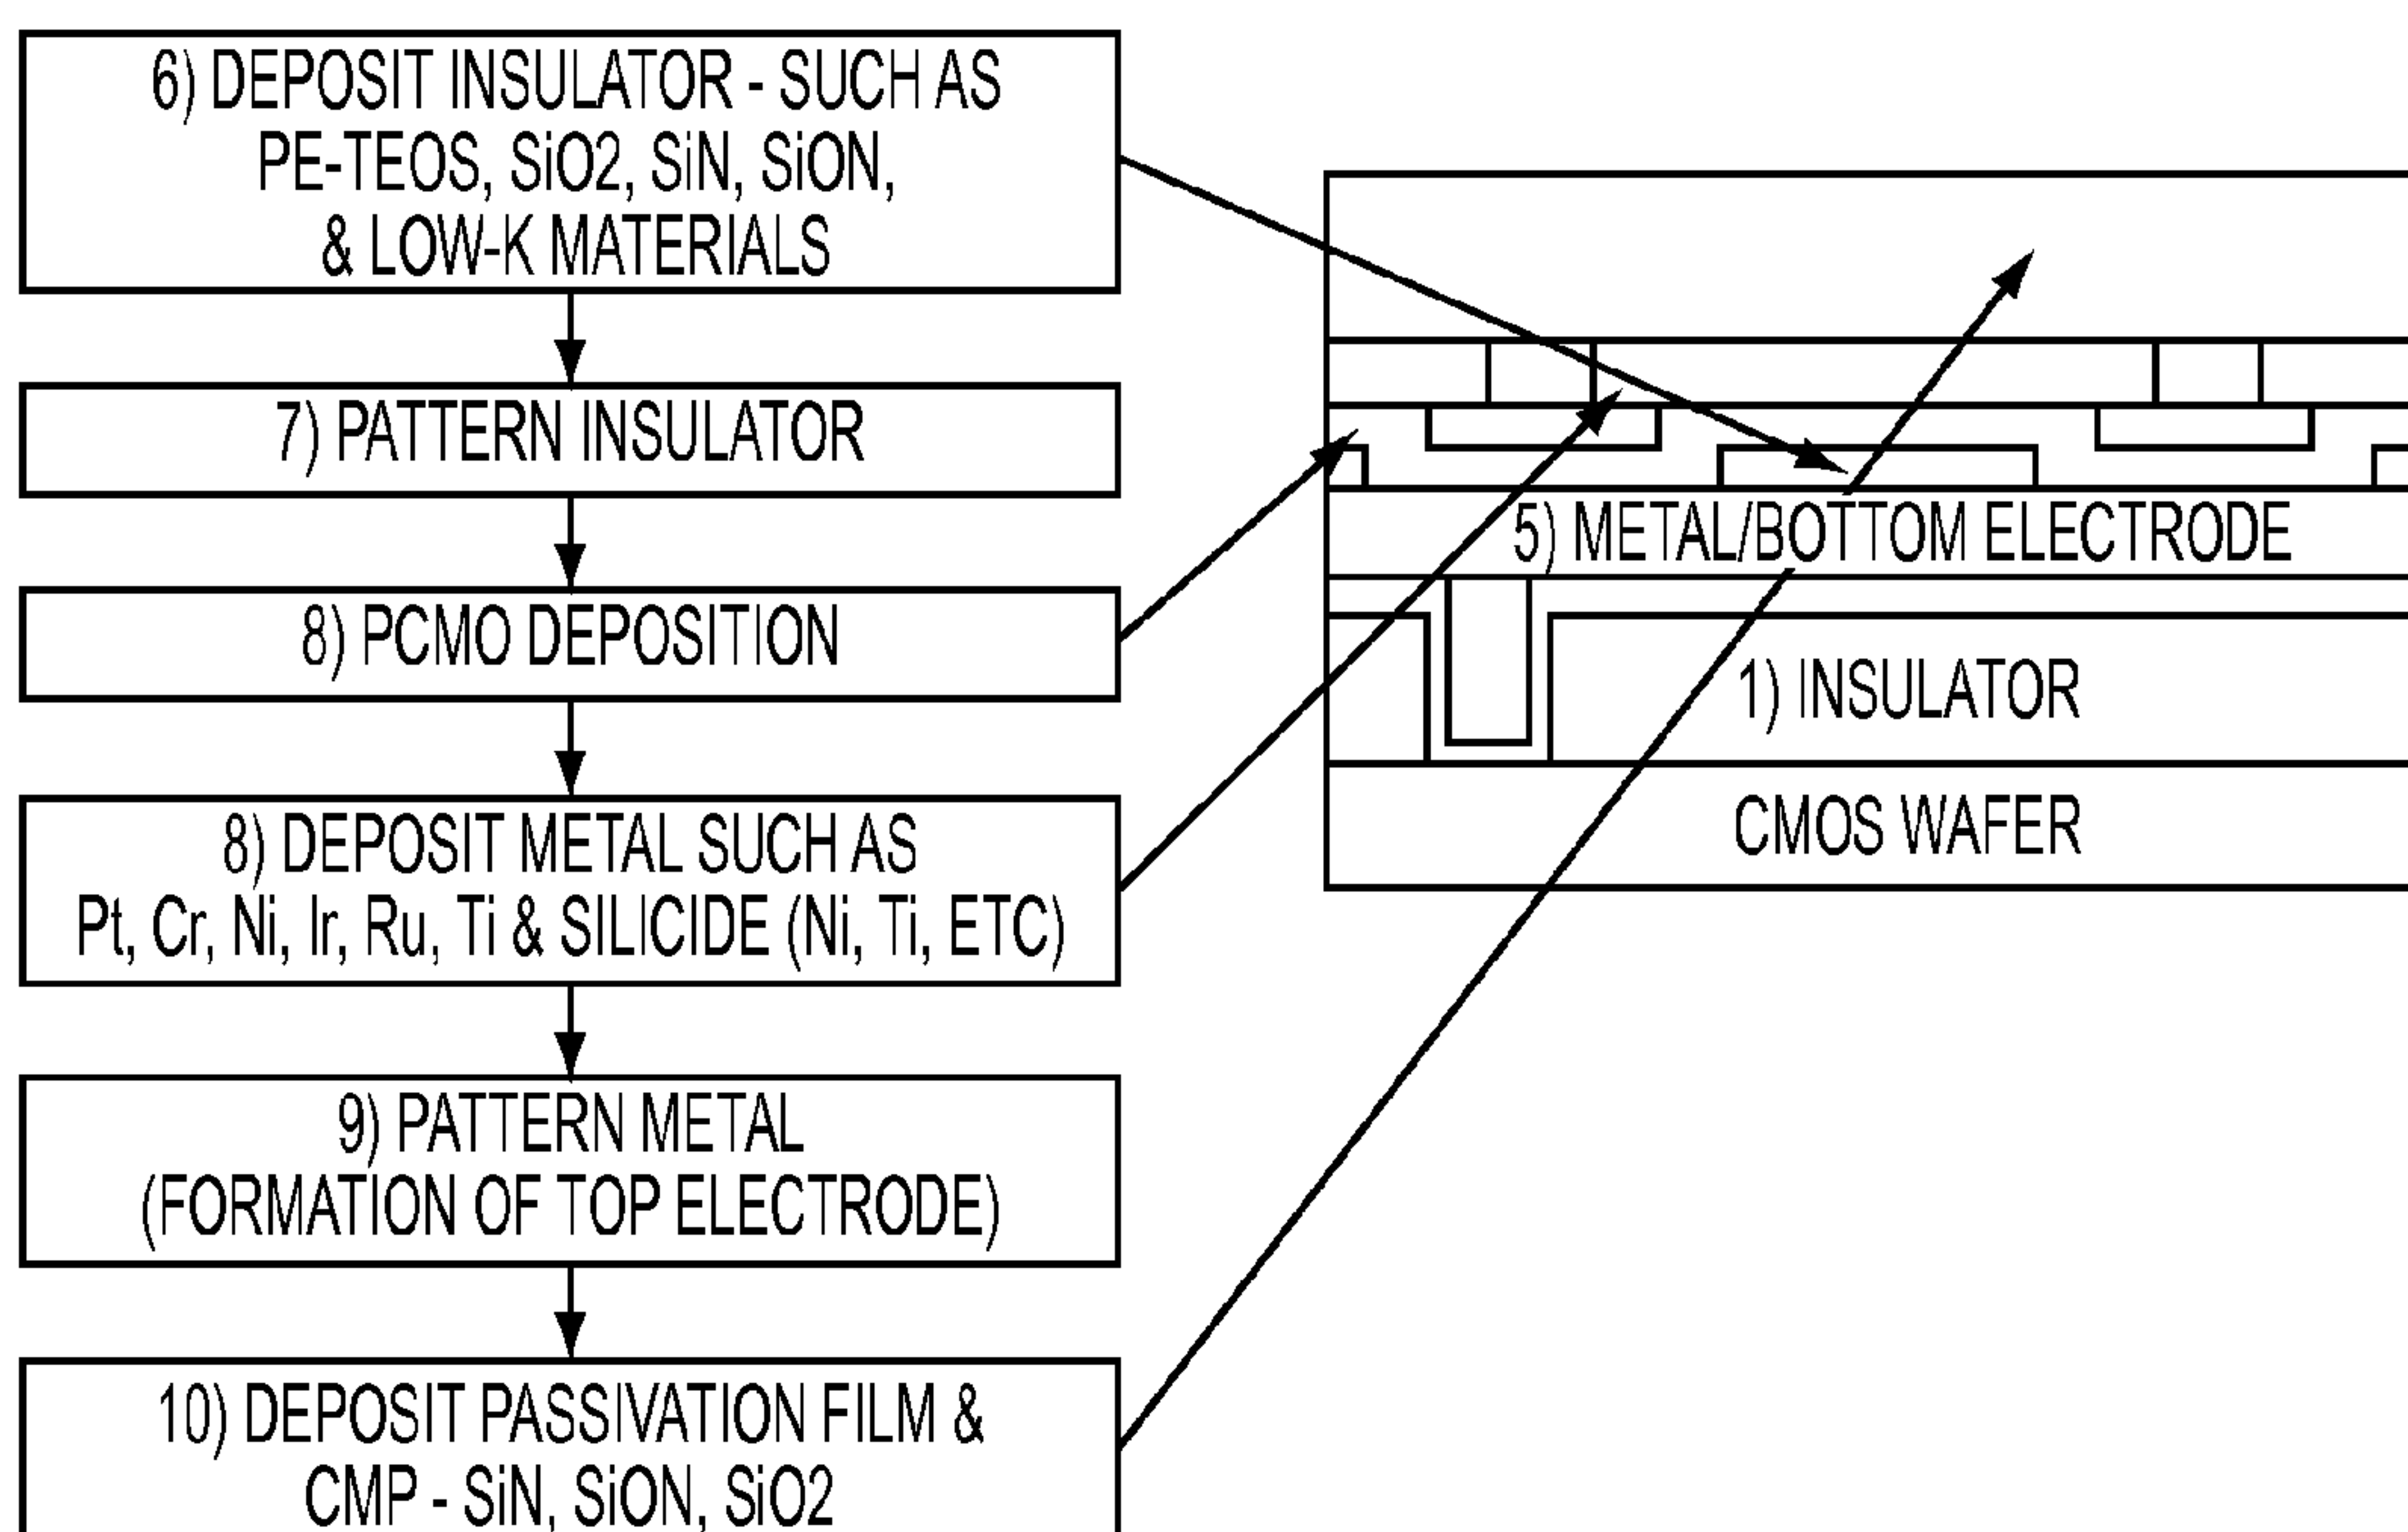 6) DEPOSIT INSULATOR - SUCH AS
PE-TEOS, SiO2, SiN, SiON,
& LOW-K MATERIALS
7) PATTERN INSULATOR
8) PCMO DEPOSITION
8) DEPOSIT METAL SUCH AS
Pt, Cr, Ni, Ir, Ru, Ti & SILICIDE (Ni, Ti, ETC)
9) PATTERN METAL
(FORMATION OF TOP ELECTRODE)
10) DEPOSIT PASSIVATION FILM &
CMP - SiN, SiON, SiO2
5) METAL/BOTTOM ELECTRODE
1) INSULATOR
CMOS WAFER